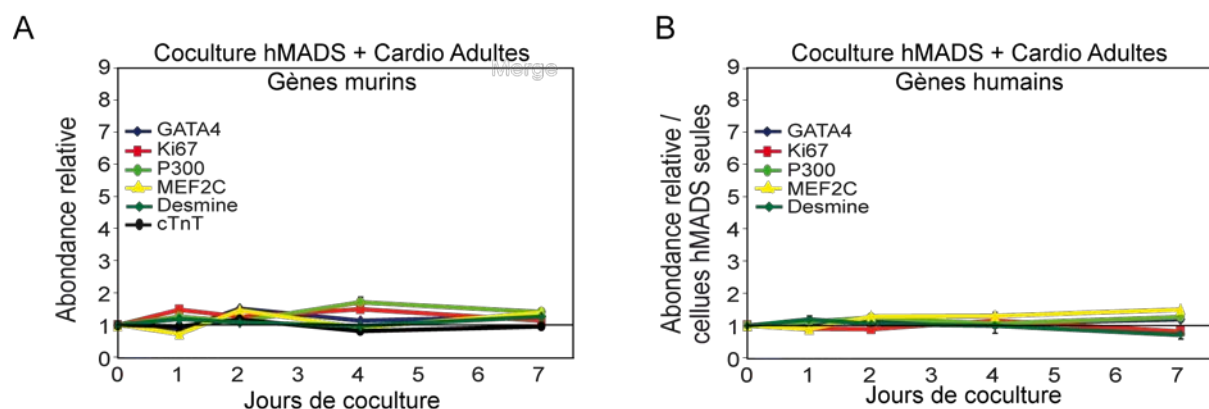 A
Coculture hMADS + Cardio Adultes
Merge
Gènes murins
Abondance relative
9
8
7
6
5
4
3
2
1
0
GATA4
Ki67
P300
MEF2C
Desmine
cTnT
0 1 2 3 4 5 6 7
Jours de coculture
B
Coculture hMADS + Cardio Adultes
Gènes humains
Abondance relative /
cellues hMADS seules
9
8
7
6
5
4
3
2
1
0
GATA4
Ki67
P300
MEF2C
Desmine
0 1 2 3 4 5 6 7
Jours de coculture